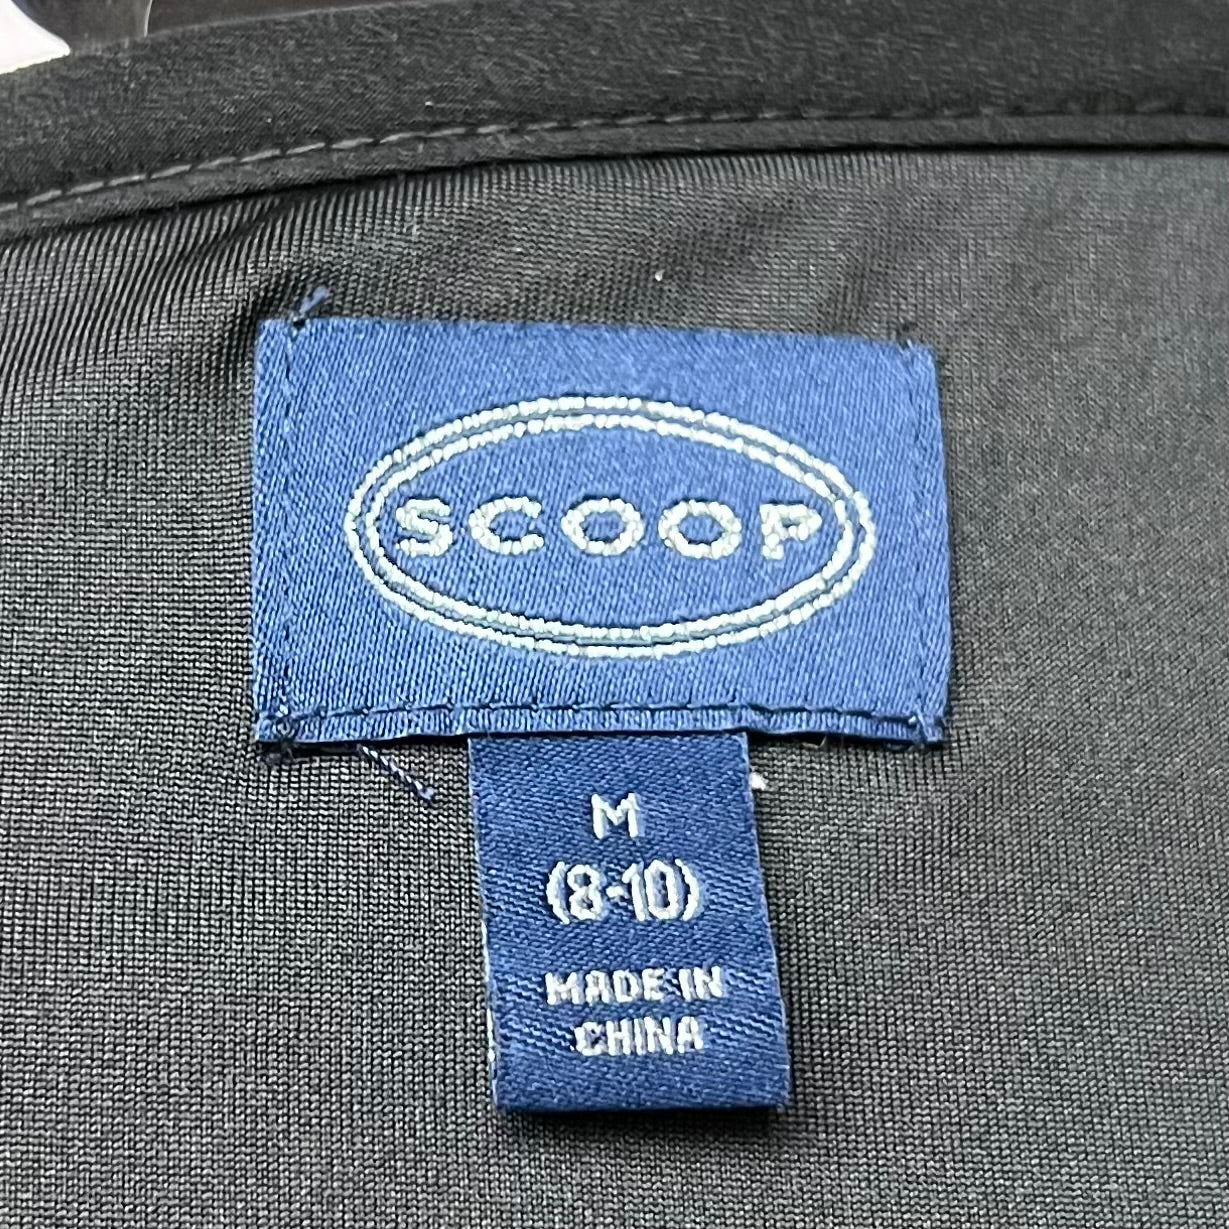 SCOOP
M
(8-10)
MADE IN
CHINA